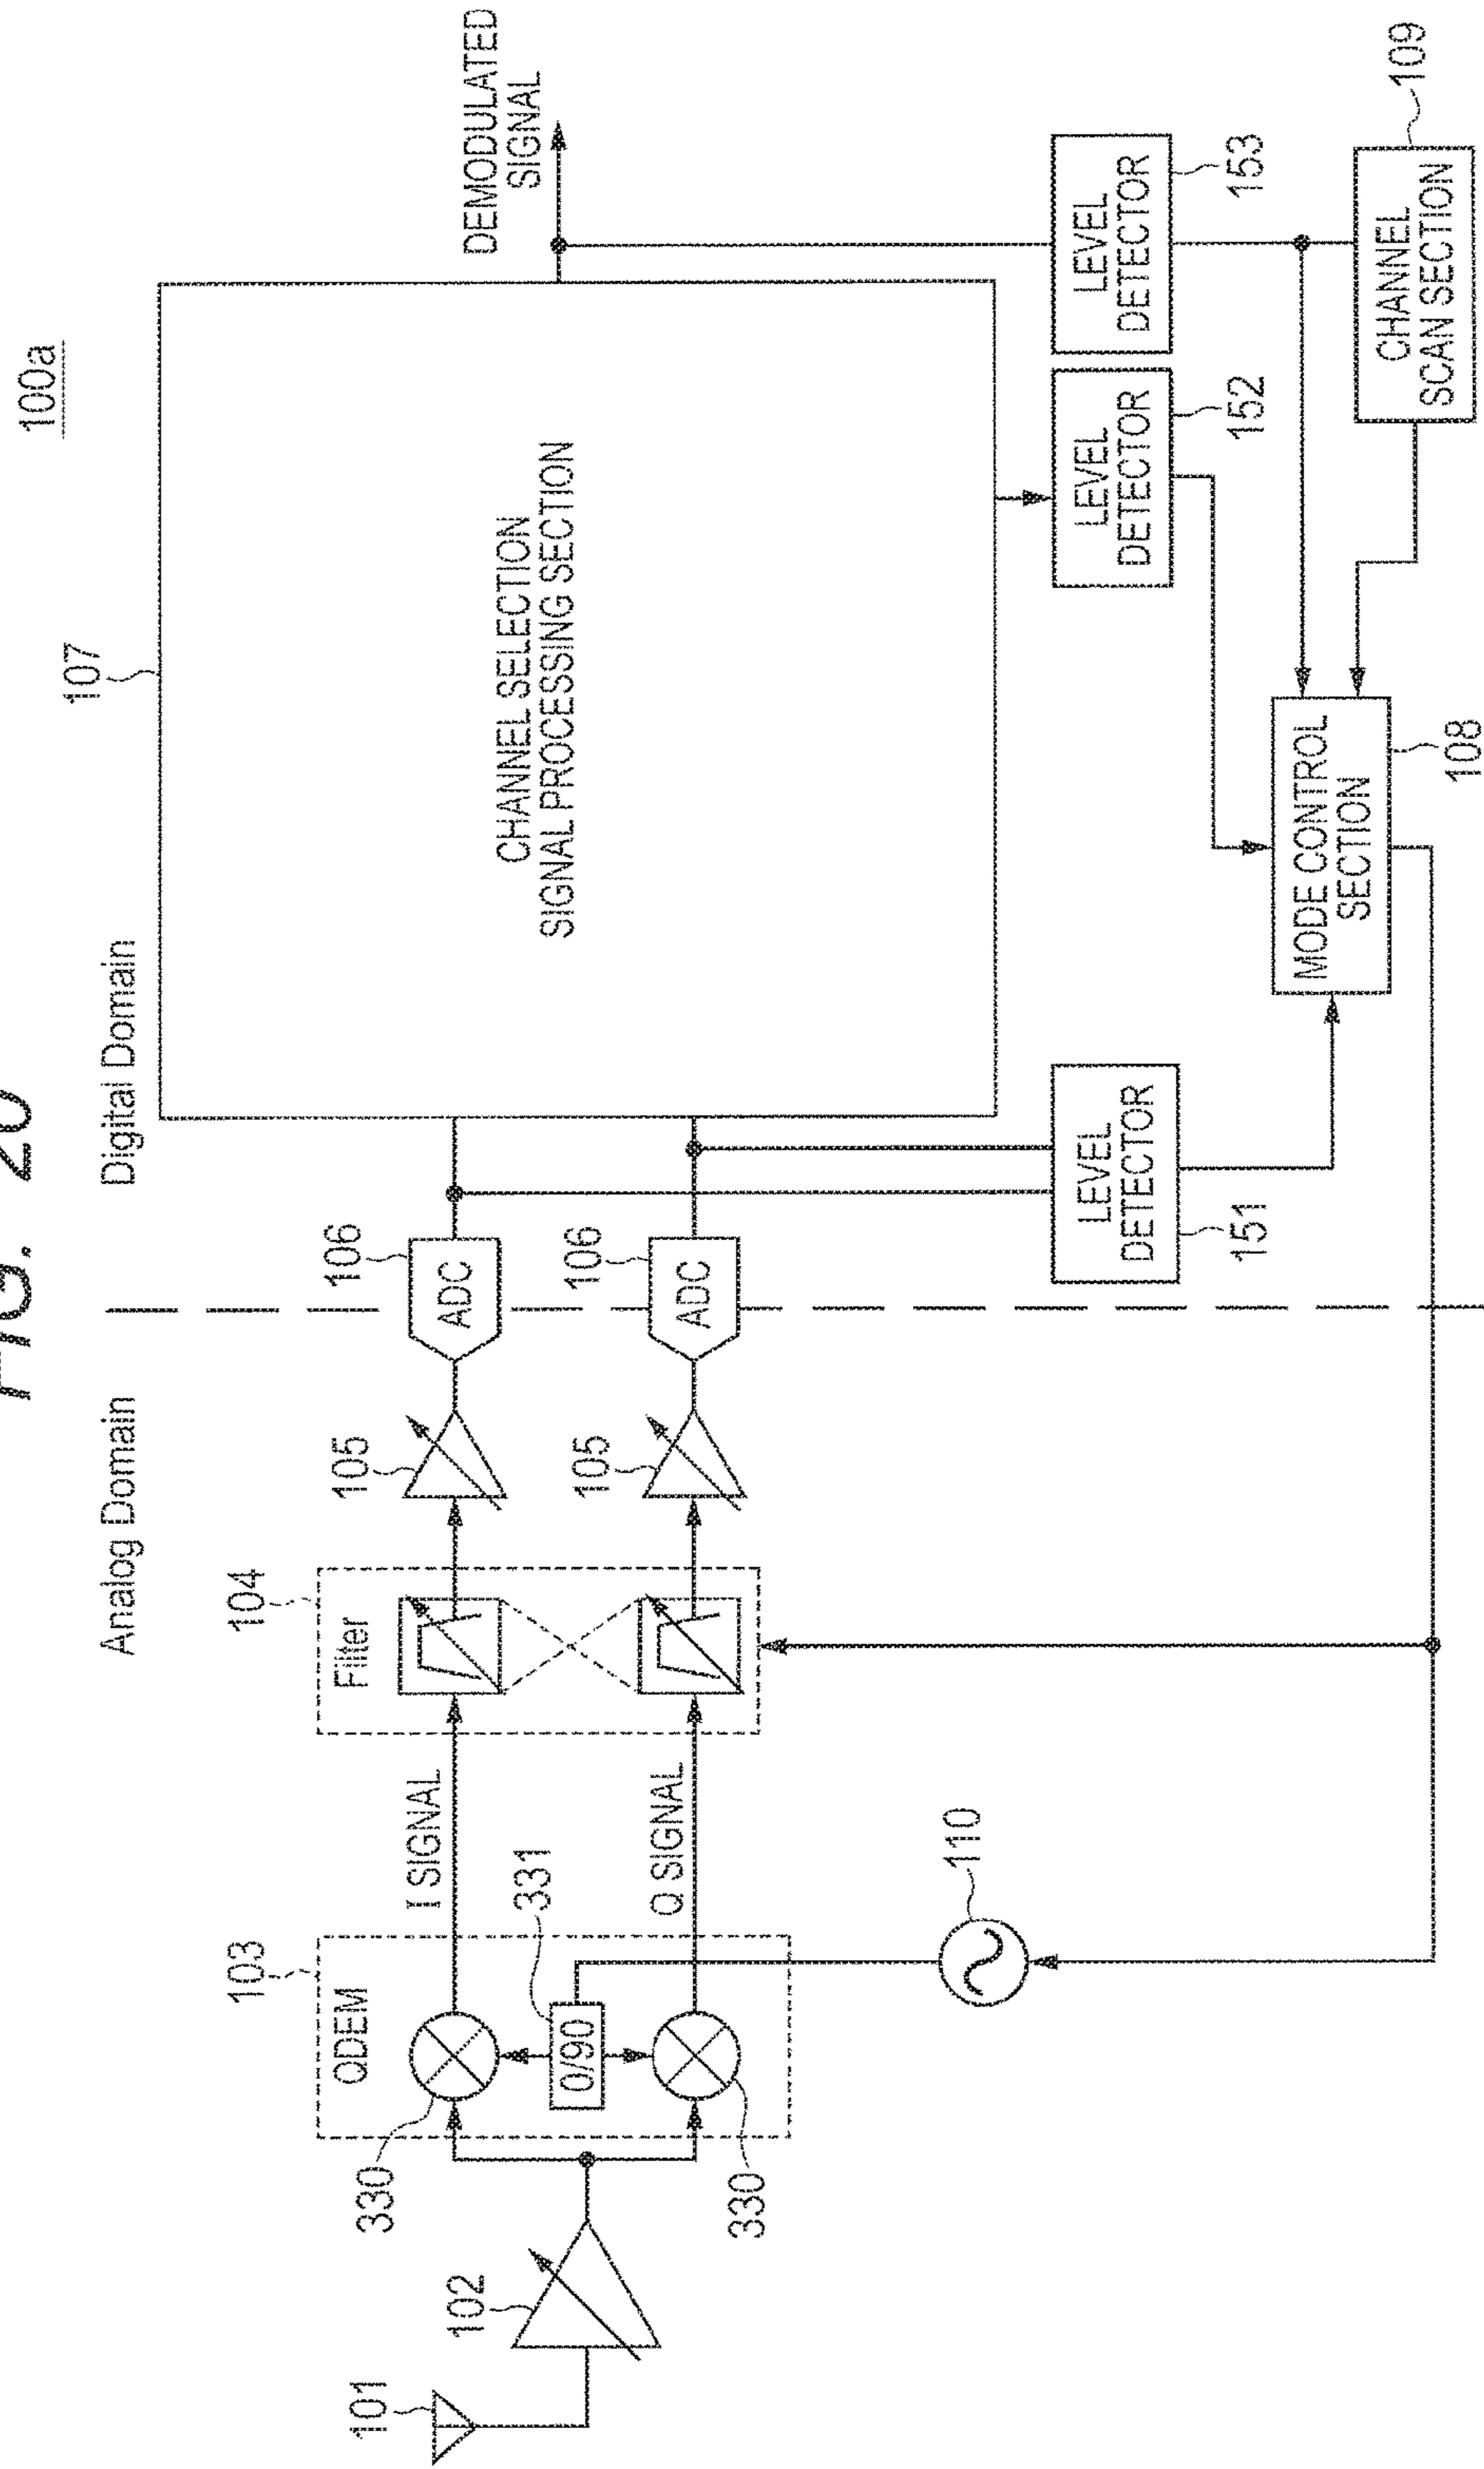 FIG. 20
100a
Analog Domain
Digital Domain
101
102
103
QDEM
330
0/90
331
330
I SIGNAL
Q SIGNAL
104
Filter
105
105
106
ADC
106
ADC
107
CHANNEL SELECTION
SIGNAL PROCESSING SECTION
DEMODULATED
SIGNAL
110
LEVEL
DETECTOR
151
LEVEL
DETECTOR
152
LEVEL
DETECTOR
153
MODE CONTROL
SECTION
108
CHANNEL
SCAN SECTION
109